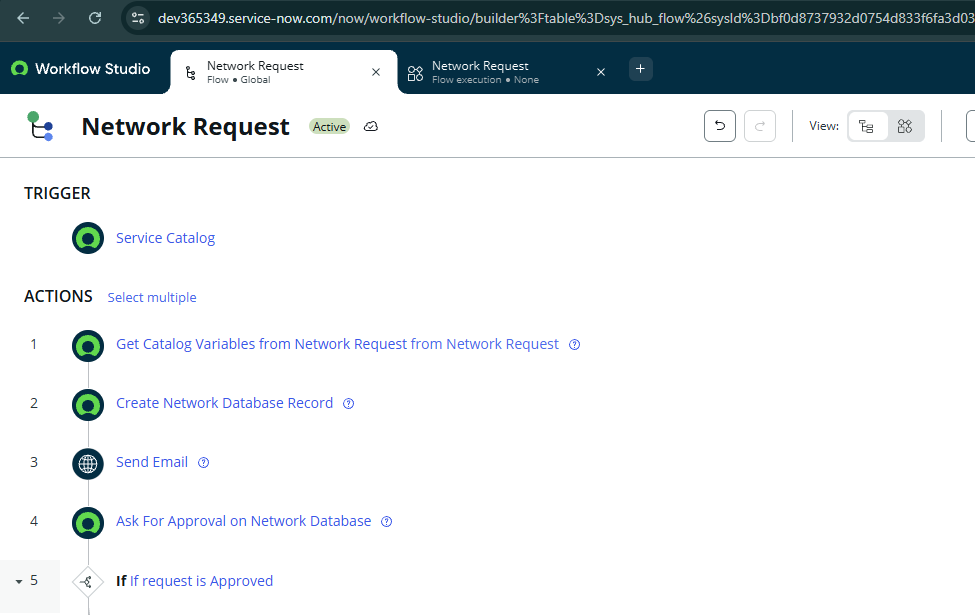 dev365349.service-now.com/now/workflow-studio/builder%3Ftable%3Dsys_hub_flow%26sysId%3Dbf0d8737932d0754d833f6fa3d03
Workflow Studio
Network Request
Flow • Global
Network Request
Flow execution • None
Network Request
Active
View:
TRIGGER
Service Catalog
ACTIONS Select multiple
1 Get Catalog Variables from Network Request from Network Request
2 Create Network Database Record
3 Send Email
4 Ask For Approval on Network Database
5 If If request is Approved